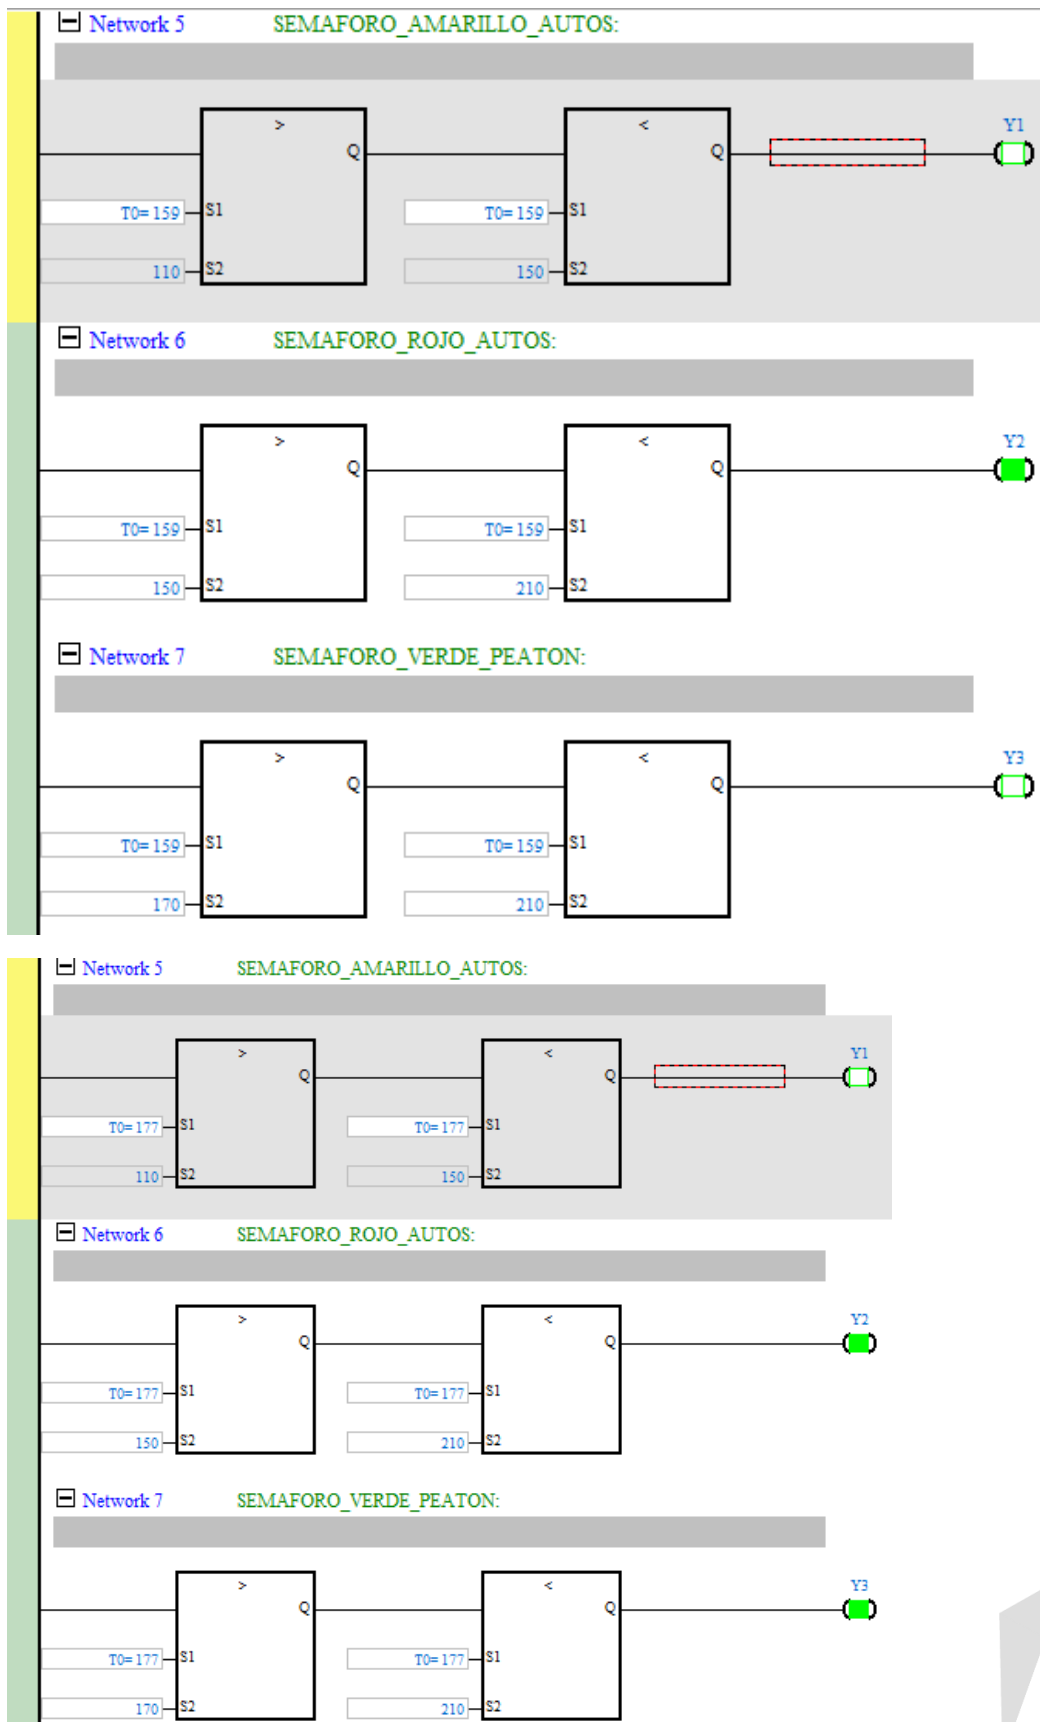 Network 5 SEMAFORO_AMARILLO_AUTOS:
> < Y1
Q Q
T0= 159 S1 T0= 159 S1
110 S2 150 S2
Network 6 SEMAFORO_ROJO_AUTOS:
> < Y2
Q Q
T0= 159 S1 T0= 159 S1
150 S2 210 S2
Network 7 SEMAFORO_VERDE_PEATON:
> < Y3
Q Q
T0= 159 S1 T0= 159 S1
170 S2 210 S2
Network 5 SEMAFORO_AMARILLO_AUTOS:
> < Y1
Q Q
T0= 177 S1 T0= 177 S1
110 S2 150 S2
Network 6 SEMAFORO_ROJO_AUTOS:
> < Y2
Q Q
T0= 177 S1 T0= 177 S1
150 S2 210 S2
Network 7 SEMAFORO_VERDE_PEATON:
> < Y3
Q Q
T0= 177 S1 T0= 177 S1
170 S2 210 S2